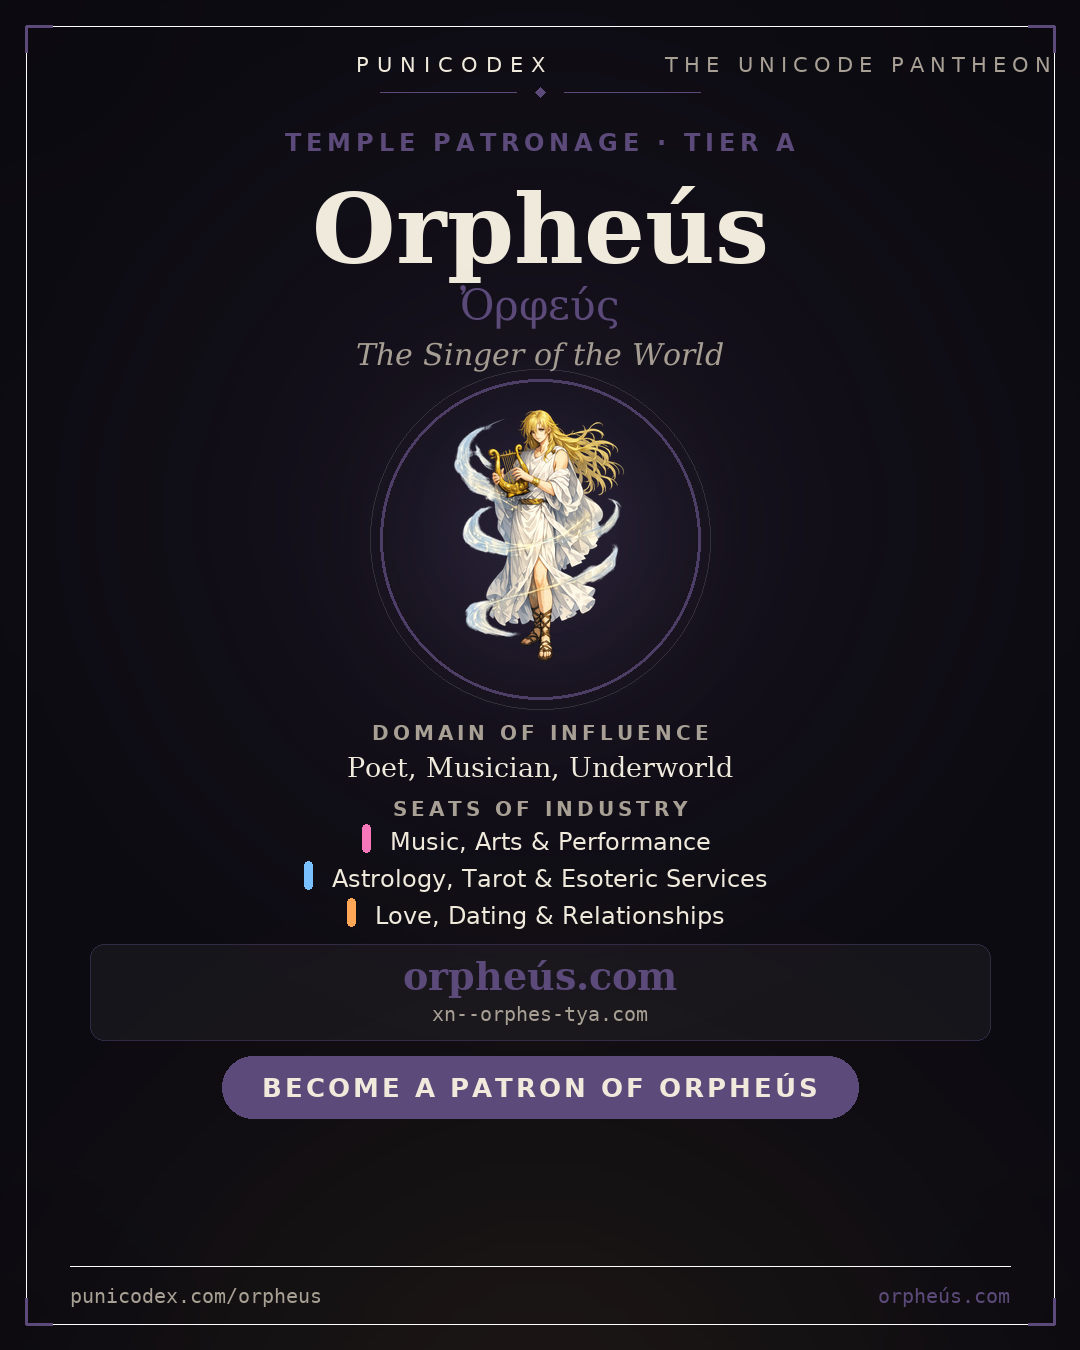 PUNICODEX THE UNICODE PANTHEON
TEMPLE PATRONAGE · TIER A
Orpheús
Ὀρφεύς
The Singer of the World
DOMAIN OF INFLUENCE
Poet, Musician, Underworld
SEATS OF INDUSTRY
Music, Arts & Performance
Astrology, Tarot & Esoteric Services
Love, Dating & Relationships
orpheús.com
xn--orphes-tya.com
BECOME A PATRON OF ORPHEÚS
punicodex.com/orpheus orpheús.com